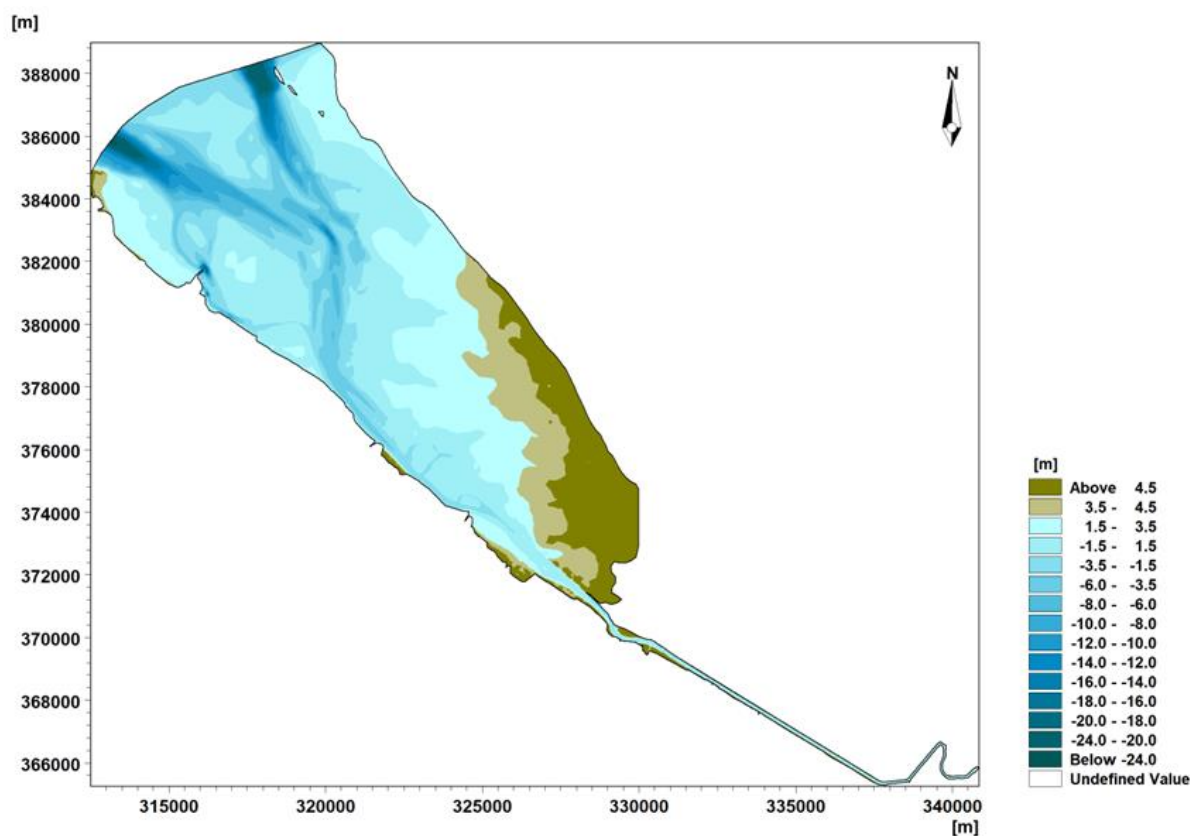 [m]
388000
386000
384000
382000
380000
378000
376000
374000
372000
370000
368000
366000
315000 320000 325000 330000 335000 340000
[m]
N
[m]
Above 4.5
3.5 - 4.5
1.5 - 3.5
-1.5 - 1.5
-3.5 - -1.5
-6.0 - -3.5
-8.0 - -6.0
-10.0 - -8.0
-12.0 - -10.0
-14.0 - -12.0
-16.0 - -14.0
-18.0 - -16.0
-20.0 - -18.0
-24.0 - -20.0
Below -24.0
Undefined Value